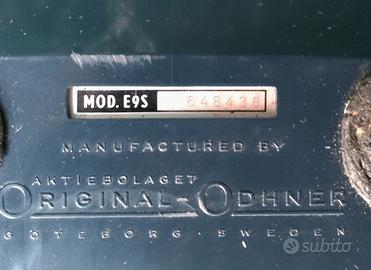 MOD. E9S 648438
MANUFACTURED BY
AKTIEBOLAGET
ORIGINAL-ODHNER
GÖTEBORG - SWEDEN
subito